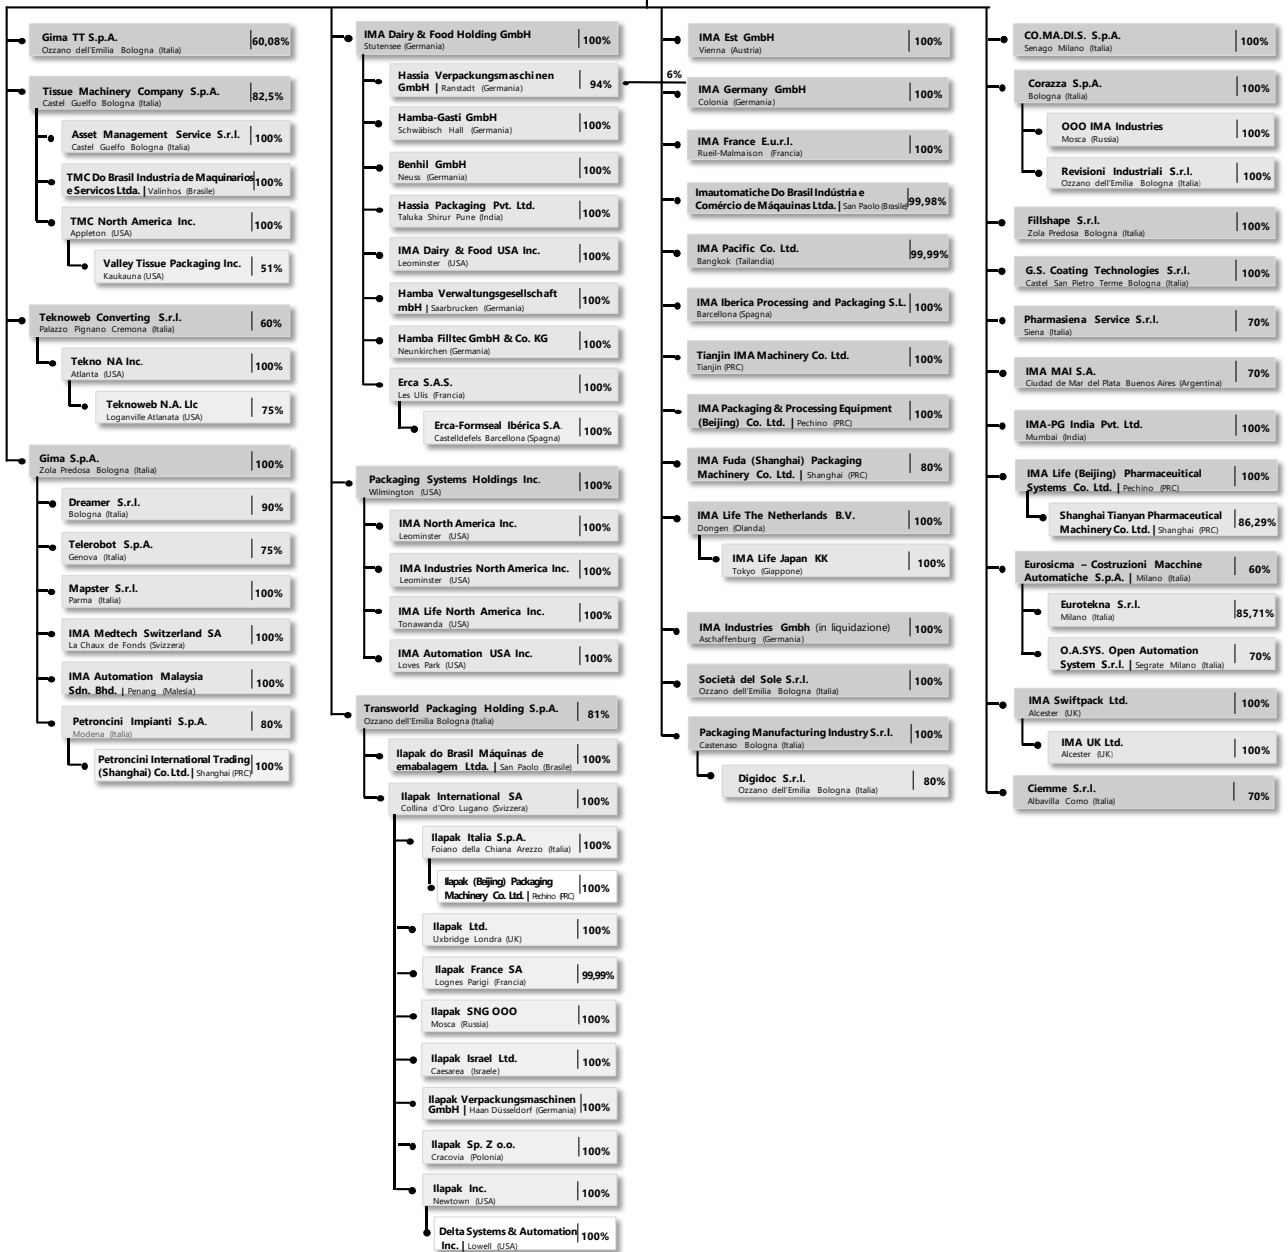 Gima TT S.p.A.
Ozzano dell'Emilia Bologna (Italia)
60,08%
Tissue Machinery Company S.p.A.
Castel Guelfo Bologna (Italia)
82,5%
Asset Management Service S.r.l.
Castel Guelfo Bologna (Italia)
100%
TMC Do Brasil Industria de Maquinarios
e Servicos Ltda. | Valinhos (Brasile)
100%
TMC North America Inc.
Appleton (USA)
100%
Valley Tissue Packaging Inc.
Kaukauna (USA)
51%
Teknoweb Converting S.r.l.
Palazzo Pignano Cremona (Italia)
60%
Tekno NA Inc.
Atlanta (USA)
100%
Teknoweb N.A. Llc
Loganville Atlanata (USA)
75%
Gima S.p.A.
Zola Predosa Bologna (Italia)
100%
Dreamer S.r.l.
Bologna (Italia)
90%
Telerobot S.p.A.
Genova (Italia)
75%
Mapster S.r.l.
Parma (Italia)
100%
IMA Medtech Switzerland SA
La Chaux de Fonds (Svizzera)
100%
IMA Automation Malaysia
Sdn. Bhd. | Penang (Malesia)
100%
Petroncini Impianti S.p.A.
Modena (Italia)
80%
Petroncini International Trading
(Shanghai) Co. Ltd. | Shanghai (PRC)
100%
IMA Dairy & Food Holding GmbH
Stutensee (Germania)
100%
Hassia Verpackungsmaschinen
GmbH | Ranstadt (Germania)
94%
6%
Hamba-Gasti GmbH
Schwäbisch Hall (Germania)
100%
Benhil GmbH
Neuss (Germania)
100%
Hassia Packaging Pvt. Ltd.
Taluka Shirur Pune (India)
100%
IMA Dairy & Food USA Inc.
Leominster (USA)
100%
Hamba Verwaltungsgesellschaft
mbH | Saarbrucken (Germania)
100%
Hamba Filltec GmbH & Co. KG
Neunkirchen (Germania)
100%
Erca S.A.S.
Les Ulis (Francia)
100%
Erca-Formseal Ibérica S.A.
Castelldefels Barcellona (Spagna)
100%
Packaging Systems Holdings Inc.
Wilmington (USA)
100%
IMA North America Inc.
Leominster (USA)
100%
IMA Industries North America Inc.
Leominster (USA)
100%
IMA Life North America Inc.
Tonawanda (USA)
100%
IMA Automation USA Inc.
Loves Park (USA)
100%
Transworld Packaging Holding S.p.A.
Ozzano dell'Emilia Bologna (Italia)
81%
Ilapak do Brasil Máquinas de
emabalagem Ltda. | San Paolo (Brasile)
100%
Ilapak International SA
Collina d'Oro Lugano (Svizzera)
100%
Ilapak Italia S.p.A.
Foiano della Chiana Arezzo (Italia)
100%
Ilapak (Beijing) Packaging
Machinery Co. Ltd. | Pechino (PRC)
100%
Ilapak Ltd.
Uxbridge Londra (UK)
100%
Ilapak France SA
Lognes Parigi (Francia)
99,99%
Ilapak SNG OOO
Mosca (Russia)
100%
Ilapak Israel Ltd.
Caesarea (Israele)
100%
Ilapak Verpackungsmaschinen
GmbH | Haan Düsseldorf (Germania)
100%
Ilapak Sp. Z o.o.
Cracovia (Polonia)
100%
Ilapak Inc.
Newtown (USA)
100%
Delta Systems & Automation
Inc. | Lowell (USA)
100%
IMA Est GmbH
Vienna (Austria)
100%
IMA Germany GmbH
Colonia (Germania)
100%
IMA France E.u.r.l.
Rueil-Malmaison (Francia)
100%
Imautomatiche Do Brasil Indústria e
Comércio de Máqauinas Ltda. | San Paolo (Brasile)
99,98%
IMA Pacific Co. Ltd.
Bangkok (Tailandia)
99,99%
IMA Iberica Processing and Packaging S.L.
Barcellona (Spagna)
100%
Tianjin IMA Machinery Co. Ltd.
Tianjin (PRC)
100%
IMA Packaging & Processing Equipment
(Beijing) Co. Ltd. | Pechino (PRC)
100%
IMA Fuda (Shanghai) Packaging
Machinery Co. Ltd. | Shanghai (PRC)
80%
IMA Life The Netherlands B.V.
Dongen (Olanda)
100%
IMA Life Japan KK
Tokyo (Giappone)
100%
IMA Industries Gmbh (in liquidazione)
Aschaffenburg (Germania)
100%
Società del Sole S.r.l.
Ozzano dell'Emilia Bologna (Italia)
100%
Packaging Manufacturing Industry S.r.l.
Castenaso Bologna (Italia)
100%
Digidoc S.r.l.
Ozzano dell'Emilia Bologna (Italia)
80%
CO.MA.DI.S. S.p.A.
Senago Milano (Italia)
100%
Corazza S.p.A.
Bologna (Italia)
100%
OOO IMA Industries
Mosca (Russia)
100%
Revisioni Industriali S.r.l.
Ozzano dell'Emilia Bologna (Italia)
100%
Fillshape S.r.l.
Zola Predosa Bologna (Italia)
100%
G.S. Coating Technologies S.r.l.
Castel San Pietro Terme Bologna (Italia)
100%
Pharmasiena Service S.r.l.
Siena (Italia)
70%
IMA MAI S.A.
Ciudad de Mar del Plata Buenos Aires (Argentina)
70%
IMA-PG India Pvt. Ltd.
Mumbai (India)
100%
IMA Life (Beijing) Pharmaceuitical
Systems Co. Ltd. | Pechino (PRC)
100%
Shanghai Tianyan Pharmaceutical
Machinery Co. Ltd. | Shanghai (PRC)
86,29%
Eurosicma – Costruzioni Macchine
Automatiche S.p.A. | Milano (Italia)
60%
Eurotekna S.r.l.
Milano (Italia)
85,71%
O.A.SYS. Open Automation
System S.r.l. | Segrate Milano (Italia)
70%
IMA Swiftpack Ltd.
Alcester (UK)
100%
IMA UK Ltd.
Alcester (UK)
100%
Ciemme S.r.l.
Albavilla Como (Italia)
70%